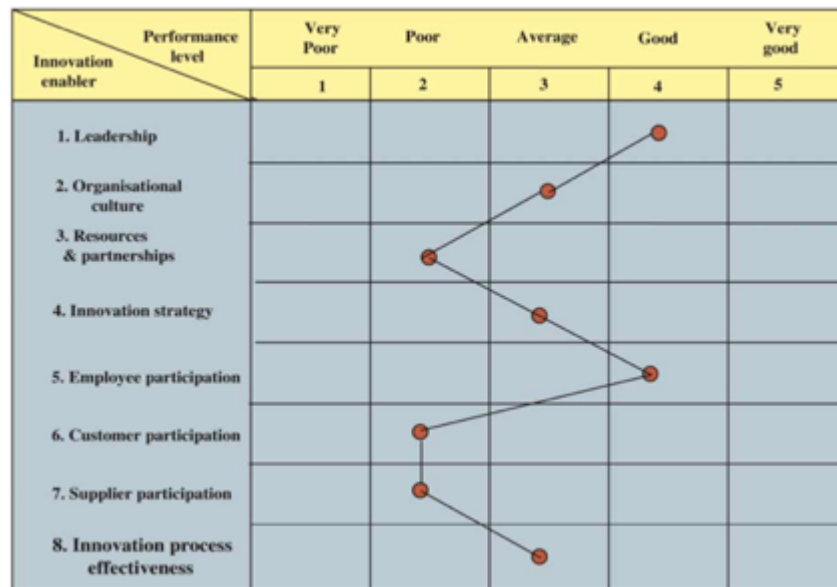 Performance level
Innovation enabler
Very Poor
Poor
Average
Good
Very good
1
2
3
4
5
1. Leadership
2. Organisational
culture
3. Resources
& partnerships
4. Innovation strategy
5. Employee participation
6. Customer participation
7. Supplier participation
8. Innovation process
effectiveness